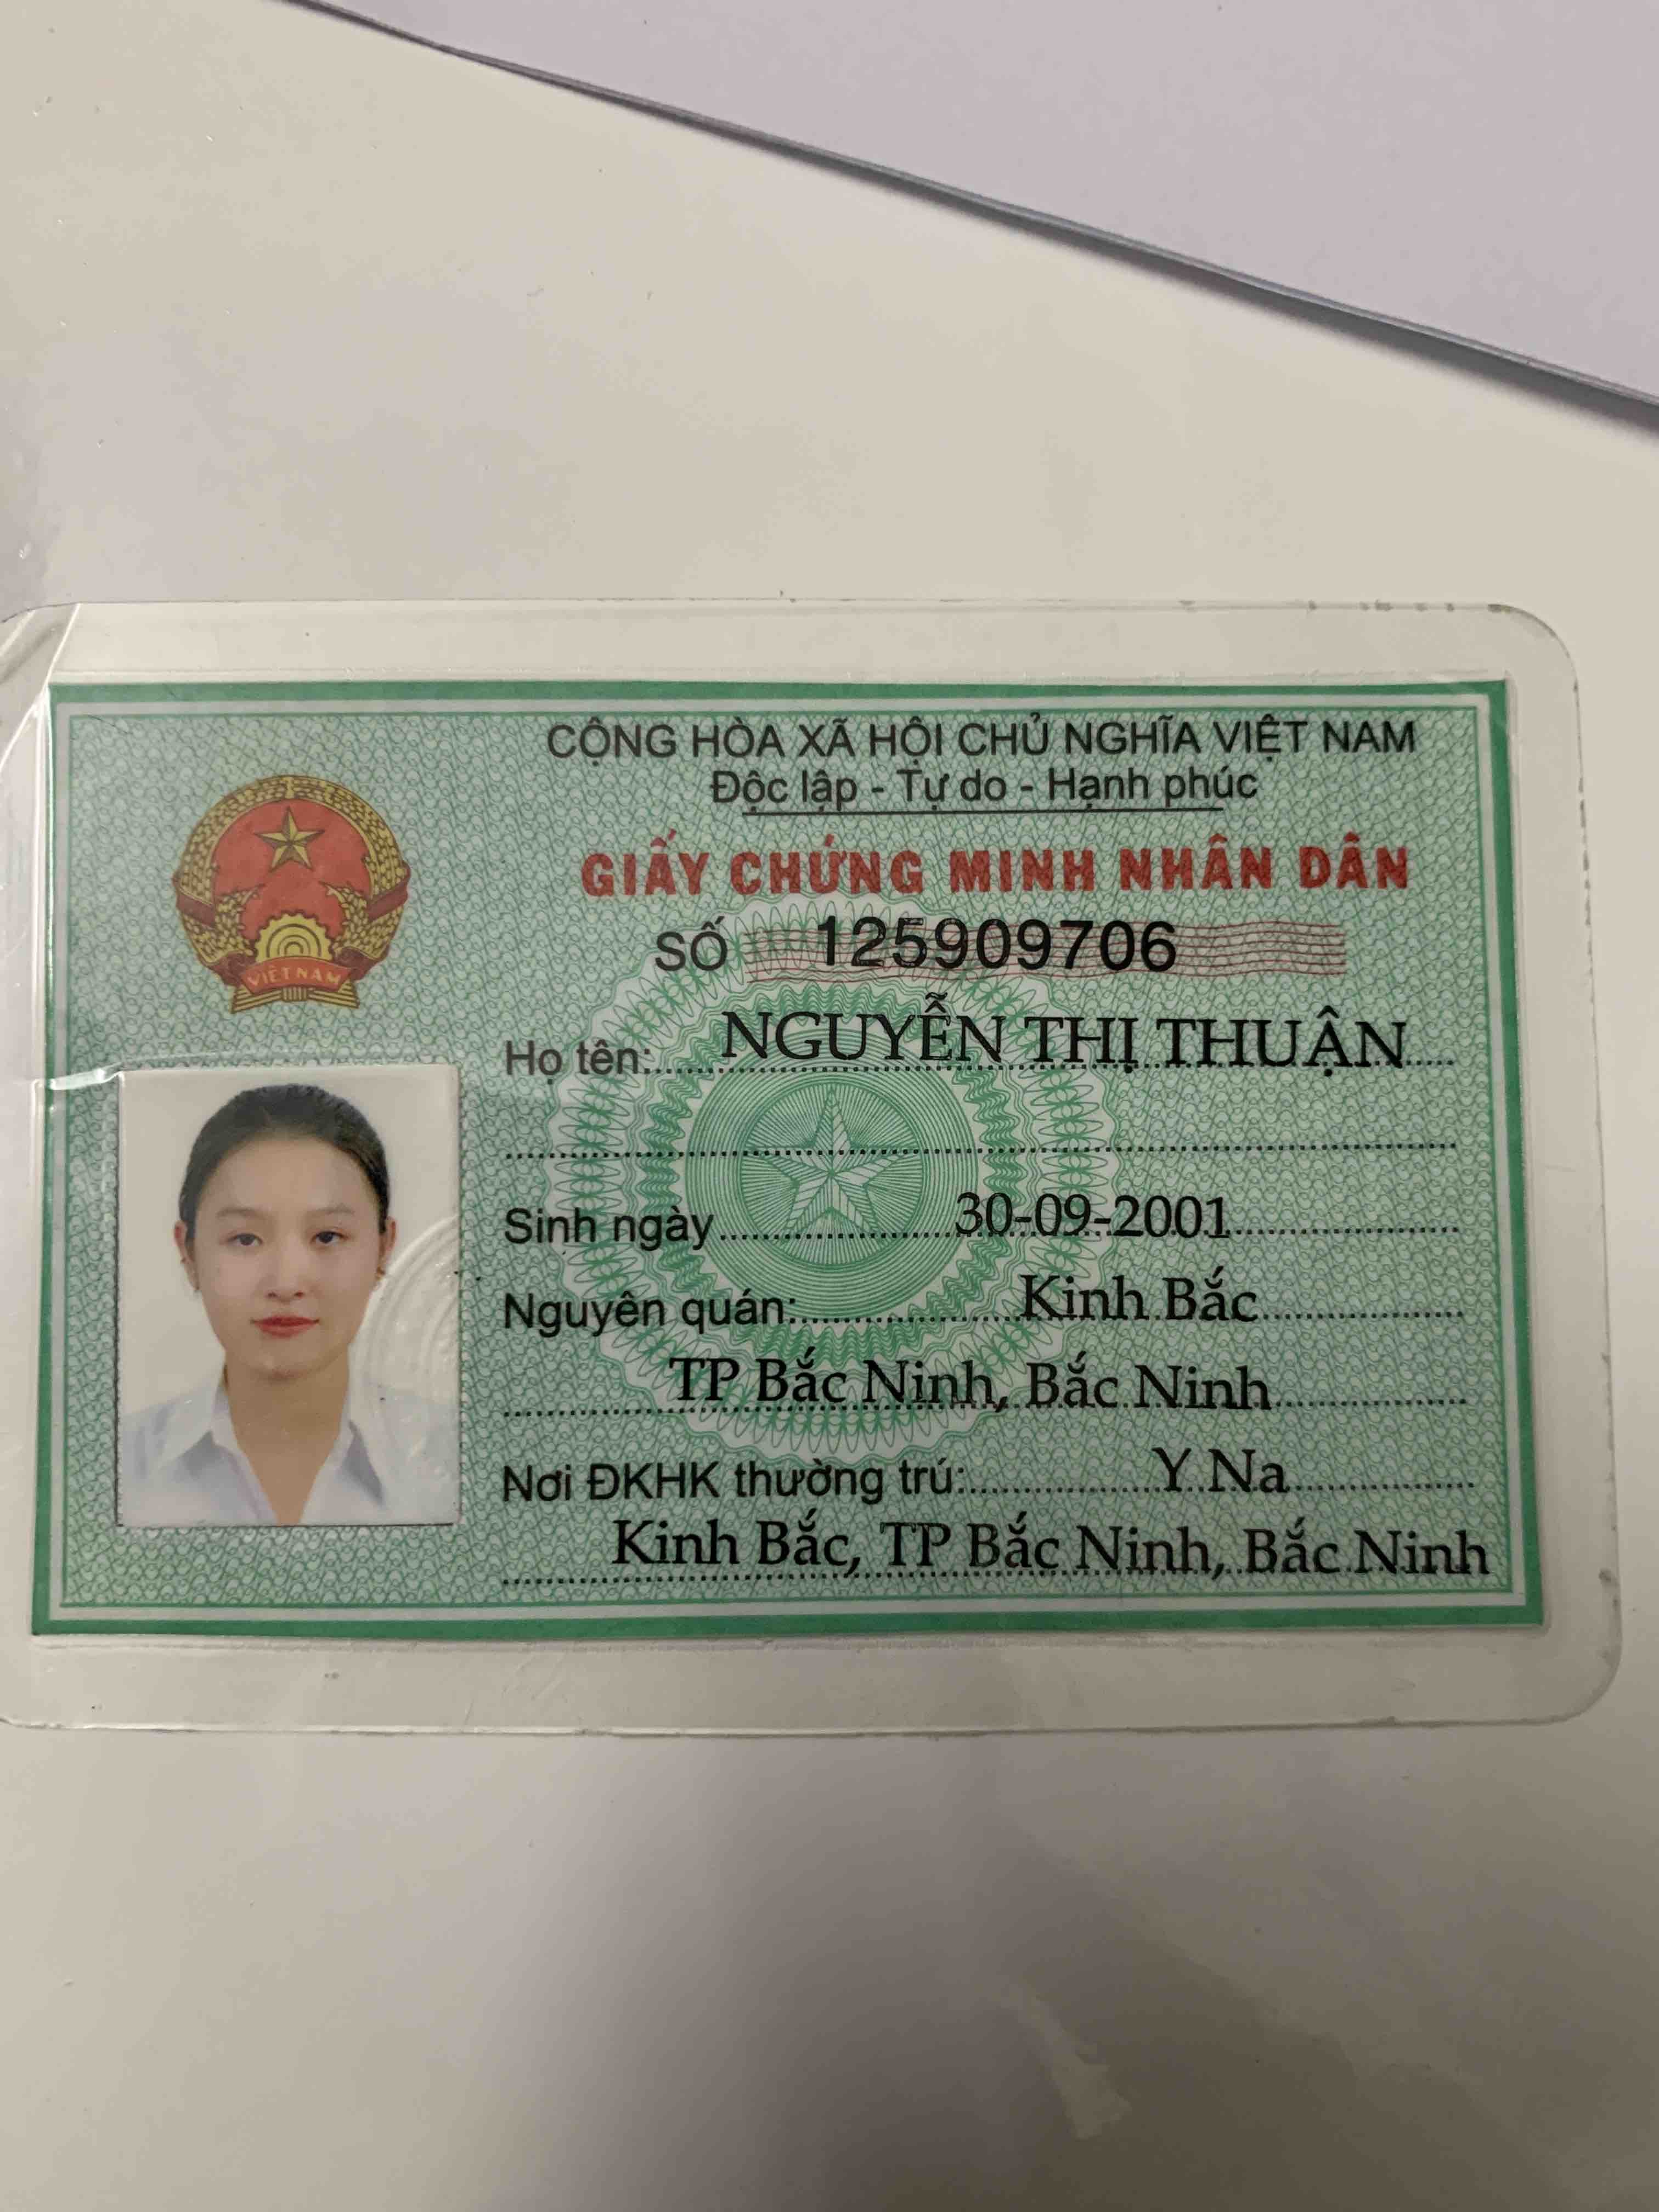 CỘNG HÒA XÃ HỘI CHỦ NGHĨA VIỆT NAM
Độc lập - Tự do - Hạnh phúc
GIẤY CHỨNG MINH NHÂN DÂN
SỐ 125909706
VIỆT NAM
Họ tên: NGUYỄN THỊ THUẬN
Sinh ngày 30-09-2001
Nguyên quán: Kinh Bắc
TP Bắc Ninh, Bắc Ninh
Nơi ĐKHK thường trú: Y Na
Kinh Bắc, TP Bắc Ninh, Bắc Ninh